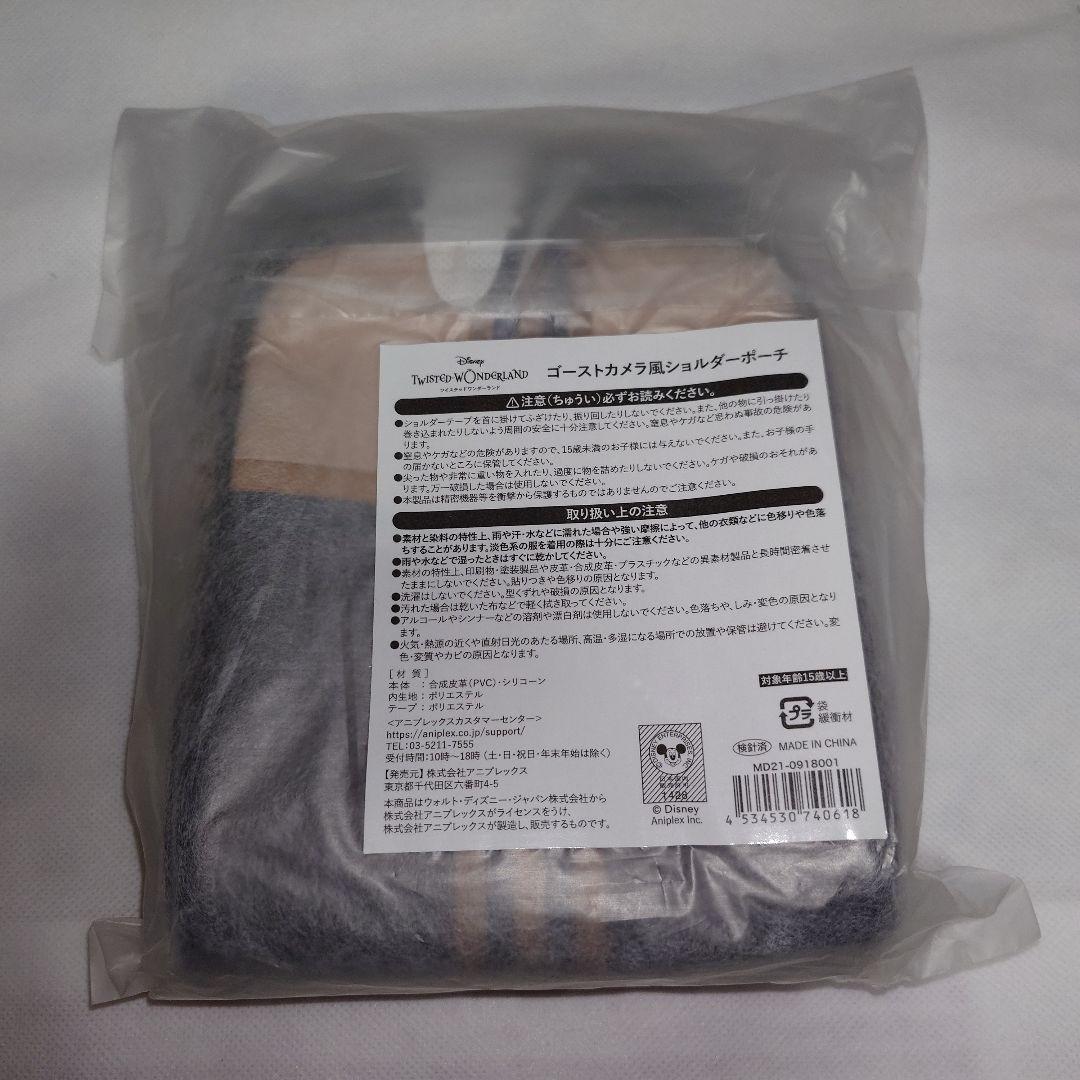 Disney
TWISTED-WONDERLAND
ツイステッドワンダーランド
ゴーストカメラ風ショルダーポーチ
⚠注意(ちゅうい)必ずお読みください。
●ショルダーテープを首に掛けてふざけたり、振り回したりしないでください。また、他の物に引っ掛けたり
巻き込まれたりしないよう周囲の安全に十分注意してください。窒息やケガなど思わぬ事故の危険があ
ります。
●窒息やケガなどの危険がありますので、15歳未満のお子様には与えないでください。また、お子様の手
の届かないところに保管してください。
●尖った物や非常に重い物を入れたり、過度に物を詰めたりしないでください。ケガや破損のおそれがあ
ります。万一破損した場合は使用しないでください。
●本製品は精密機器等を衝撃から保護するものではありませんのでご注意ください。
取り扱い上の注意
●素材と染料の特性上、雨や汗・水などに濡れた場合や強い摩擦によって、他の衣類などに色移りや色落
ちすることがあります。淡色系の服を着用の際は十分にご注意ください。
●雨や水などで湿ったときはすぐに乾かしてください。
●素材の特性上、印刷物・塗装製品や皮革・合成皮革・プラスチックなどの異素材製品と長時間密着させ
たままにしないでください。貼りつきや色移りの原因となります。
●洗濯はしないでください。型くずれや破損の原因となります。
●汚れた場合は乾いた布などで軽く拭き取ってください。
●アルコールやシンナーなどの溶剤や漂白剤は使用しないでください。色落ちや、しみ・変色の原因となり
ます。
●火気・熱源の近くや直射日光のあたる場所、高温・多湿になる場所での放置や保管は避けてください。変
色・変質やカビの原因となります。
[材質]
本体 : 合成皮革(PVC)・シリコーン
内生地 : ポリエステル
テープ : ポリエステル
<アニプレックスカスタマーセンター>
https://aniplex.co.jp/support/
TEL:03-5211-7555
受付時間:10時~18時(土・日・祝日・年末年始は除く)
【発売元】株式会社アニプレックス
東京都千代田区六番町4-5
本商品はウォルト・ディズニー・ジャパン株式会社から
株式会社アニプレックスがライセンスをうけ、
株式会社アニプレックスが製造し、販売するものです。
対象年齢15歳以上
プラ
袋
緩衝材
検針済
MADE IN CHINA
MD21-0918001
© Disney
Aniplex Inc.
4 534530 740618